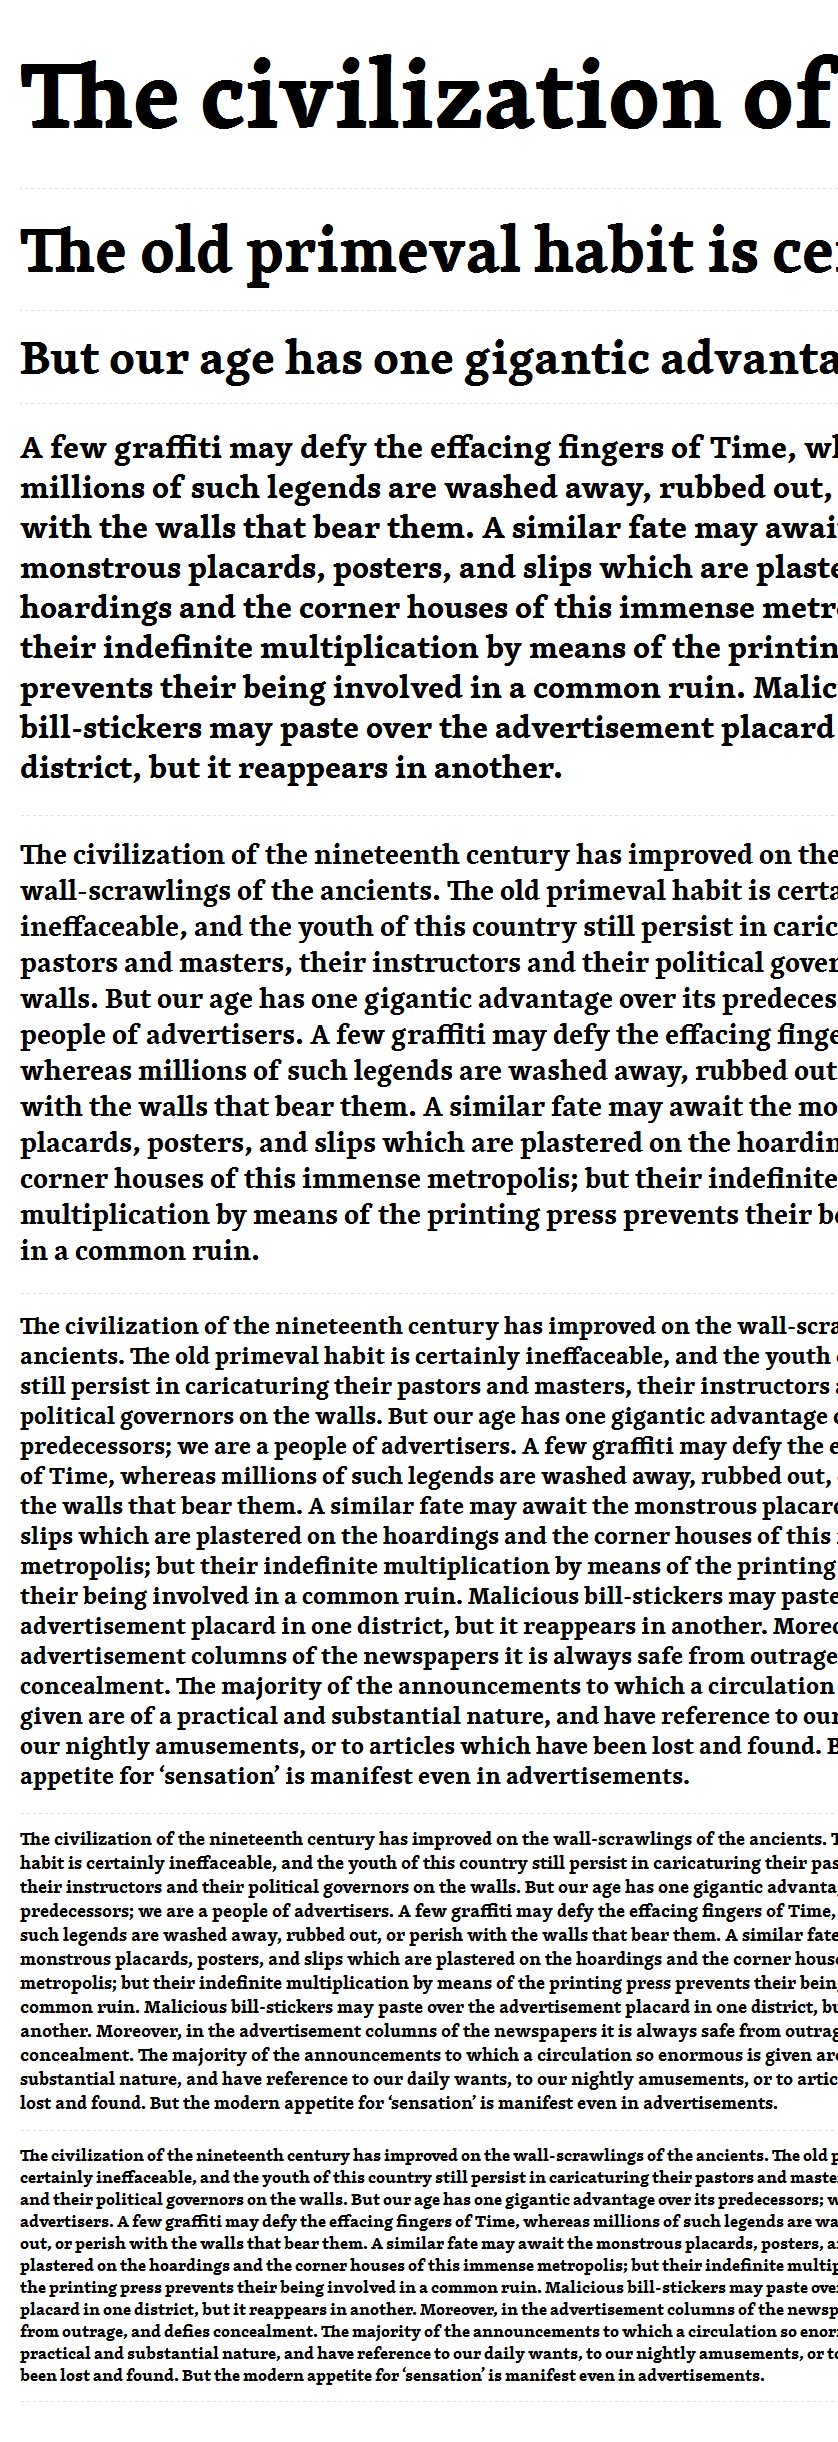 The civilization of
The old primeval habit is
But our age has one gigantic
A few graffiti may defy the effacing fingers of Time,
millions of such legends are washed away, rubbed out,
with the walls that bear them. A similar fate may
monstrous placards, posters, and slips which are
hoardings and the corner houses of this immense
their indefinite multiplication by means of the
prevents their being involved in a common ruin.
bill-stickers may paste over the advertisement placard
district, but it reappears in another.
The civilization of the nineteenth century has improved on the
wall-scrawlings of the ancients. The old primeval habit is
ineffaceable, and the youth of this country still persist in
pastors and masters, their instructors and their political
walls. But our age has one gigantic advantage over its
people of advertisers. A few graffiti may defy the effacing
whereas millions of such legends are washed away, rubbed out
with the walls that bear them. A similar fate may await the
placards, posters, and slips which are plastered on the
corner houses of this immense metropolis; but their indefinite
multiplication by means of the printing press prevents their
in a common ruin.
The civilization of the nineteenth century has improved on the
ancients. The old primeval habit is certainly ineffaceable, and the youth
still persist in caricaturing their pastors and masters, their instructors
political governors on the walls. But our age has one gigantic advantage
predecessors; we are a people of advertisers. A few graffiti may defy the
of Time, whereas millions of such legends are washed away, rubbed out,
the walls that bear them. A similar fate may await the monstrous
slips which are plastered on the hoardings and the corner houses of this
metropolis; but their indefinite multiplication by means of the printing
their being involved in a common ruin. Malicious bill-stickers may paste
advertisement placard in one district, but it reappears in another.
advertisement columns of the newspapers it is always safe from outrage
concealment. The majority of the announcements to which a circulation
given are of a practical and substantial nature, and have reference to our
our nightly amusements, or to articles which have been lost and found.
appetite for ‘sensation’ is manifest even in advertisements.
The civilization of the nineteenth century has improved on the wall-scrawlings of the ancients.
habit is certainly ineffaceable, and the youth of this country still persist in caricaturing their
their instructors and their political governors on the walls. But our age has one gigantic
predecessors; we are a people of advertisers. A few graffiti may defy the effacing fingers of Time,
such legends are washed away, rubbed out, or perish with the walls that bear them. A similar fate
monstrous placards, posters, and slips which are plastered on the hoardings and the corner
metropolis; but their indefinite multiplication by means of the printing press prevents their
common ruin. Malicious bill-stickers may paste over the advertisement placard in one district,
another. Moreover, in the advertisement columns of the newspapers it is always safe from
concealment. The majority of the announcements to which a circulation so enormous is given
substantial nature, and have reference to our daily wants, to our nightly amusements, or to
lost and found. But the modern appetite for ‘sensation’ is manifest even in advertisements.
The civilization of the nineteenth century has improved on the wall-scrawlings of the ancients. The old
certainly ineffaceable, and the youth of this country still persist in caricaturing their pastors and
and their political governors on the walls. But our age has one gigantic advantage over its predecessors;
advertisers. A few graffiti may defy the effacing fingers of Time, whereas millions of such legends are
out, or perish with the walls that bear them. A similar fate may await the monstrous placards, posters,
plastered on the hoardings and the corner houses of this immense metropolis; but their indefinite
the printing press prevents their being involved in a common ruin. Malicious bill-stickers may paste
placard in one district, but it reappears in another. Moreover, in the advertisement columns of the
from outrage, and defies concealment. The majority of the announcements to which a circulation so
practical and substantial nature, and have reference to our daily wants, to our nightly amusements, or
been lost and found. But the modern appetite for ‘sensation’ is manifest even in advertisements.